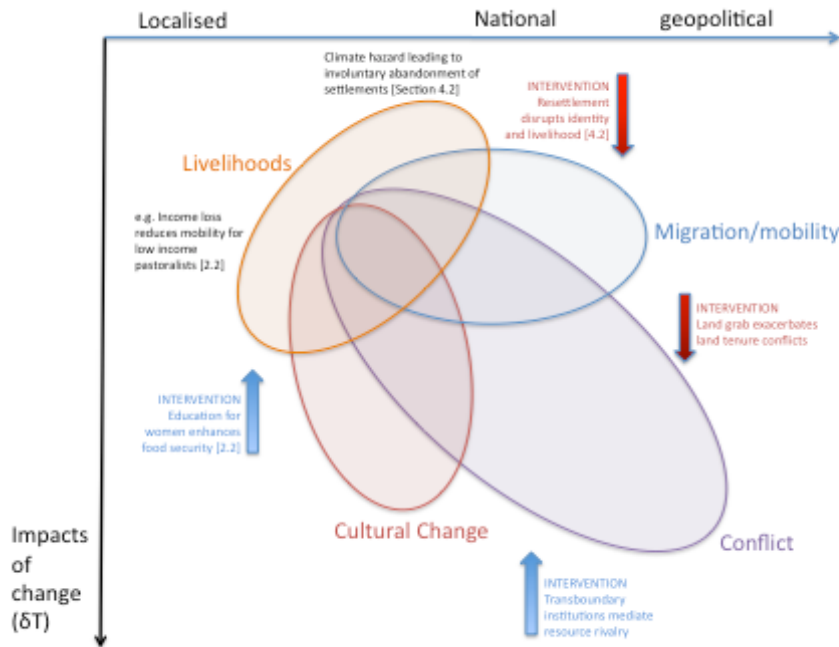 Localised
National
geopolitical
Climate hazard leading to
involuntary abandonment of
settlements [Section 4.2]
INTERVENTION
Resettlement
disrupts identity
and livelihood [4.2]
Livelihoods
e.g. Income loss
reduces mobility for
low income
pastoralists [2.2]
Migration/mobility
INTERVENTION
Land grab exacerbates
land tenure conflicts
INTERVENTION
Education for
women enhances
food security [2.2]
Cultural Change
Conflict
Impacts
of
change
(δT)
INTERVENTION
Transboundary
institutions mediate
resource rivalry